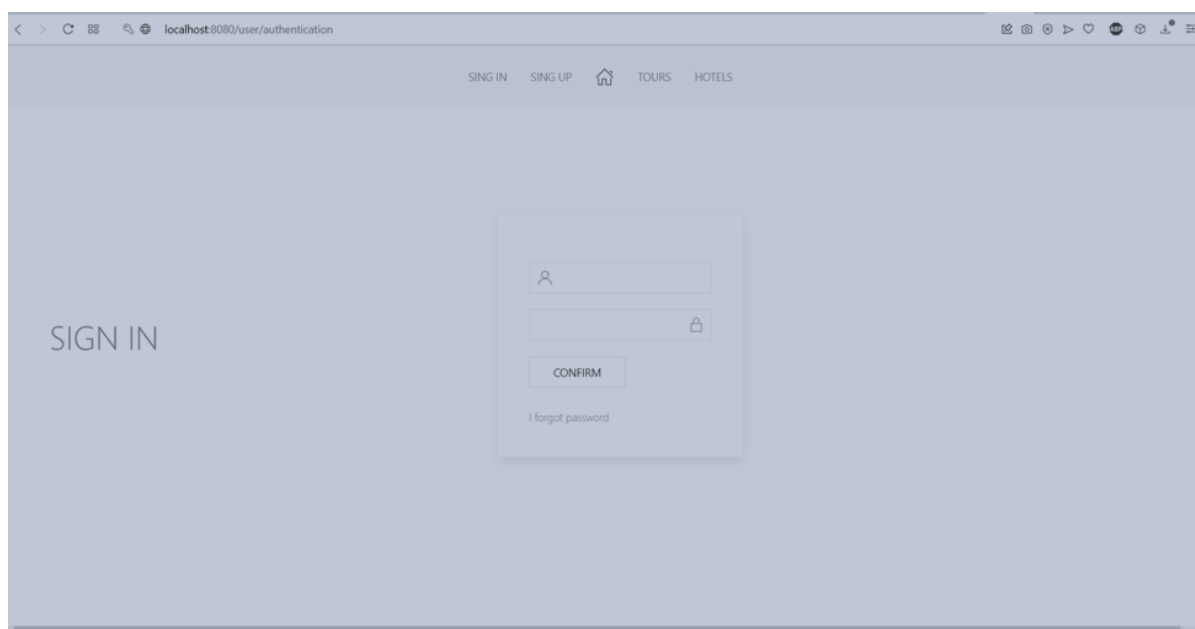 localhost:8080/user/authentication
SING IN SING UP TOURS HOTELS
SIGN IN
CONFIRM
I forgot password